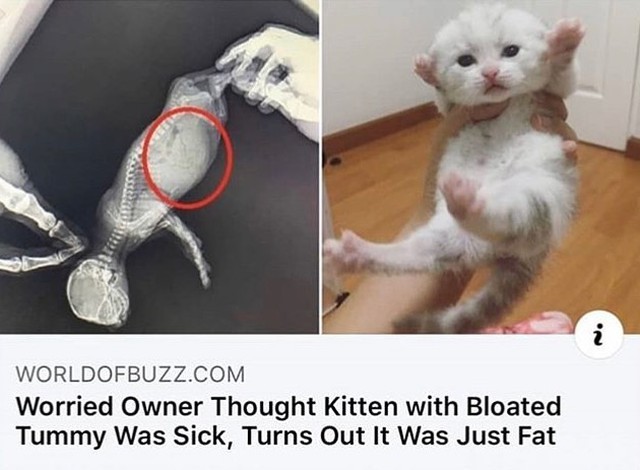 WORLDOFBUZZ.COM
Worried Owner Thought Kitten with Bloated
Tummy Was Sick, Turns Out It Was Just Fat